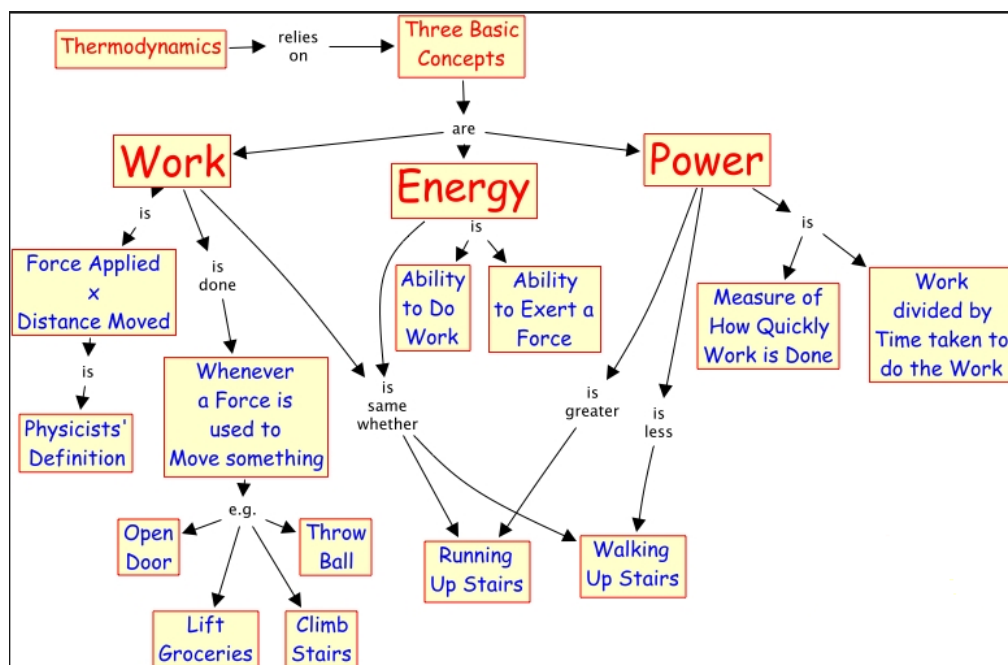 Thermodynamics
relies
on
Three Basic
Concepts
are
Work
Energy
Power
is
Force Applied
x
Distance Moved
is
Physicists'
Definition
is
done
Whenever
a Force is
used to
Move something
e.g.
Open
Door
Throw
Ball
Lift
Groceries
Climb
Stairs
is
Ability
to Do
Work
Ability
to Exert a
Force
is
same
whether
is
greater
is
less
Running
Up Stairs
Walking
Up Stairs
is
Measure of
How Quickly
Work is Done
Work
divided by
Time taken to
do the Work